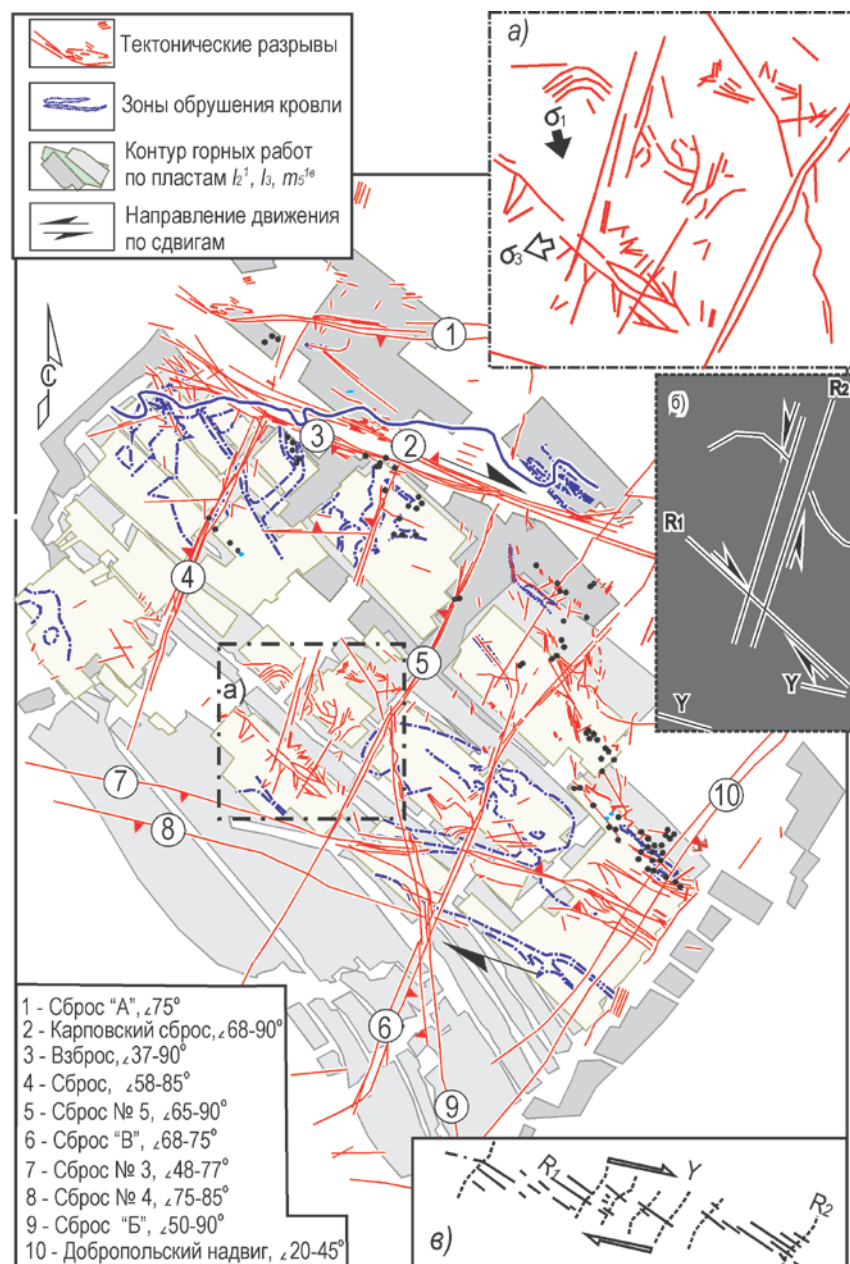 Тектонические разрывы
Зоны обрушения кровли
Контур горных работ
по пластам l₂¹, l₃, m₅¹ᵉ
Направление движения
по сдвигам
а)
σ₁
σ₃
С
1
3
2
4
5
а)
б)
R₂
R₁
Y
Y
7
8
10
6
9
1 - Сброс "А", ∠75°
2 - Карповский сброс, ∠68-90°
3 - Взброс, ∠37-90°
4 - Сброс, ∠58-85°
5 - Сброс № 5, ∠65-90°
6 - Сброс "В", ∠68-75°
7 - Сброс № 3, ∠48-77°
8 - Сброс № 4, ∠75-85°
9 - Сброс "Б", ∠50-90°
10 - Добропольский надвиг, ∠20-45°
R₁
Y
R₂
в)